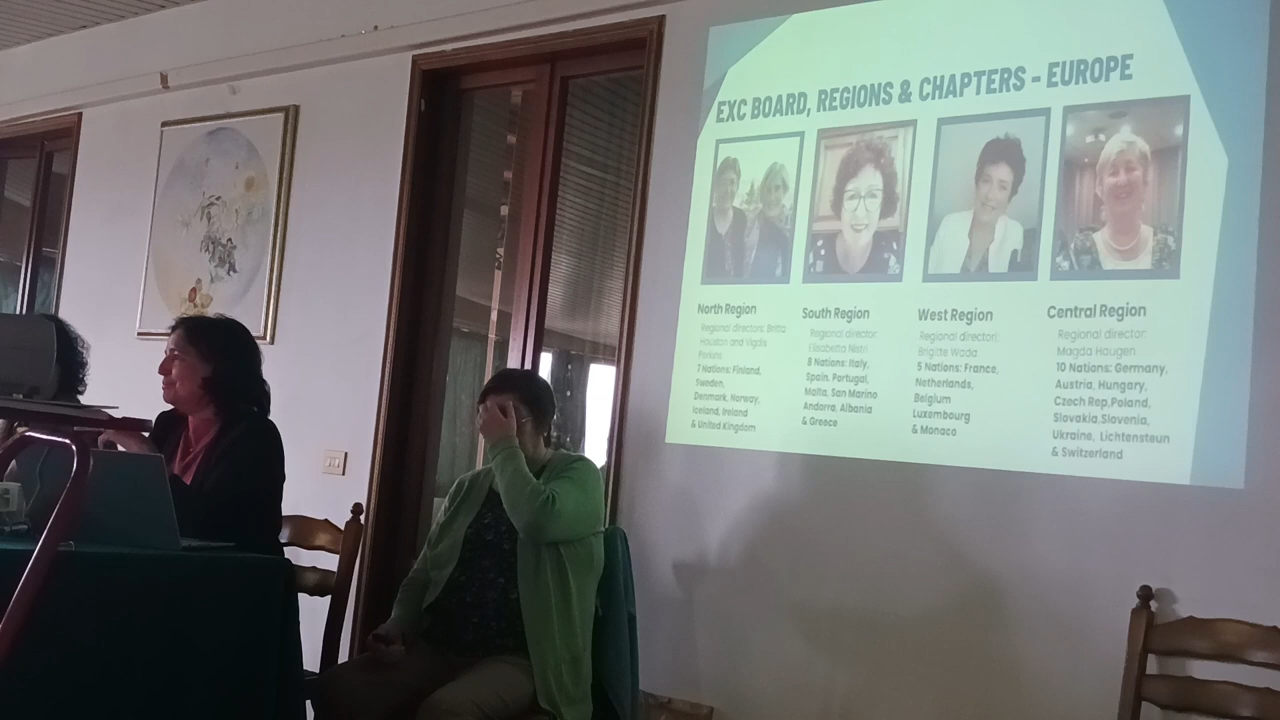 EXC BOARD, REGIONS & CHAPTERS - EUROPE
North Region
Regional directors: Britta
Houston and Vigdis
Perkins
7 Nations: Finland,
Sweden,
Denmark, Norway,
Iceland, Ireland
& United Kingdom
South Region
Regional director:
Elisabetta Nistri
8 Nations: Italy,
Spain, Portugal,
Malta, San Marino
Andorra, Albania
& Greece
West Region
Regional director:
Brigitte Wada
5 Nations: France,
Netherlands,
Belgium
Luxembourg
& Monaco
Central Region
Regional director:
Magda Haugen
10 Nations: Germany,
Austria, Hungary,
Czech Rep,Poland,
Slovakia,Slovenia,
Ukraine, Lichtensteun
& Switzerland